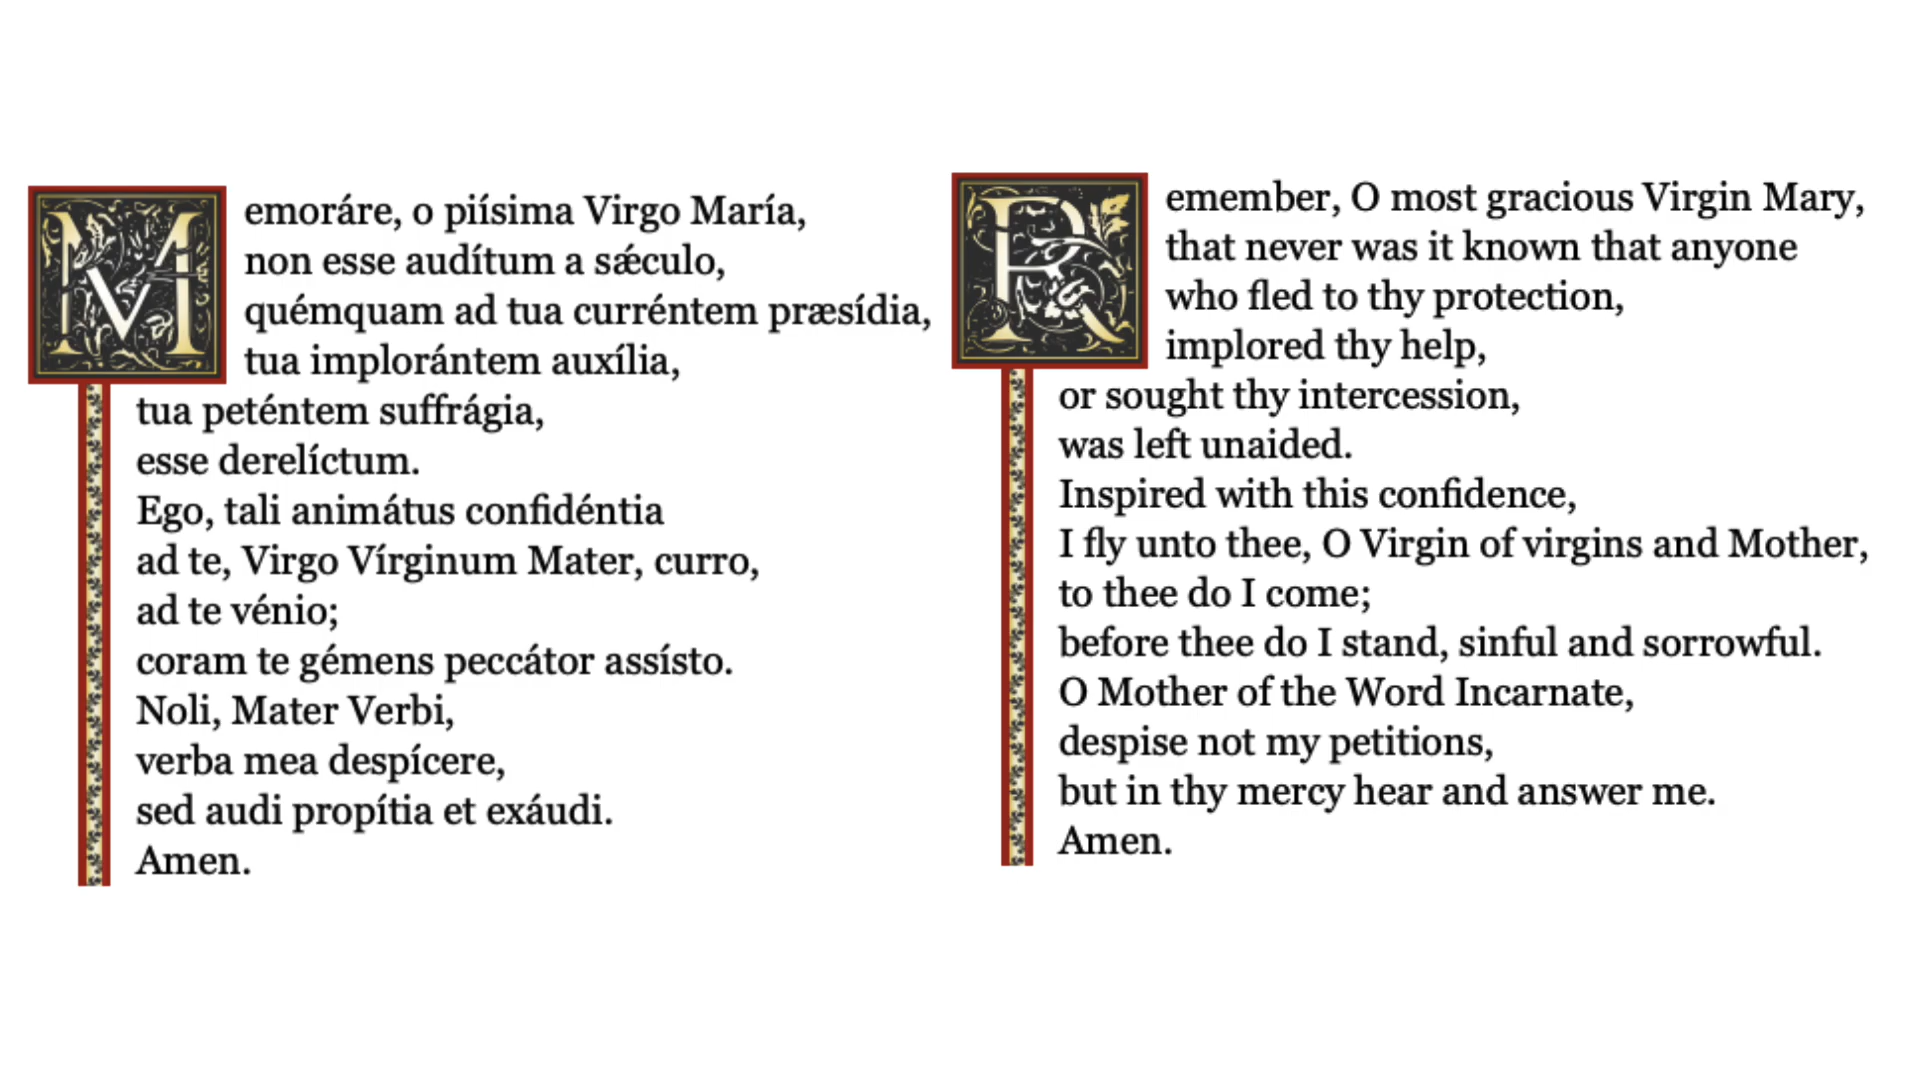 Memoráre, o piísima Virgo María,
non esse audítum a sǽculo,
quémquam ad tua curréntem præsídia,
tua implorántem auxília,
tua peténtem suffrágia,
esse derelíctum.
Ego, tali animátus confidéntia
ad te, Virgo Vírginum Mater, curro,
ad te vénio;
coram te gémens peccátor assísto.
Noli, Mater Verbi,
verba mea despícere,
sed audi propítia et exáudi.
Amen.
Remember, O most gracious Virgin Mary,
that never was it known that anyone
who fled to thy protection,
implored thy help,
or sought thy intercession,
was left unaided.
Inspired with this confidence,
I fly unto thee, O Virgin of virgins and Mother,
to thee do I come;
before thee do I stand, sinful and sorrowful.
O Mother of the Word Incarnate,
despise not my petitions,
but in thy mercy hear and answer me.
Amen.